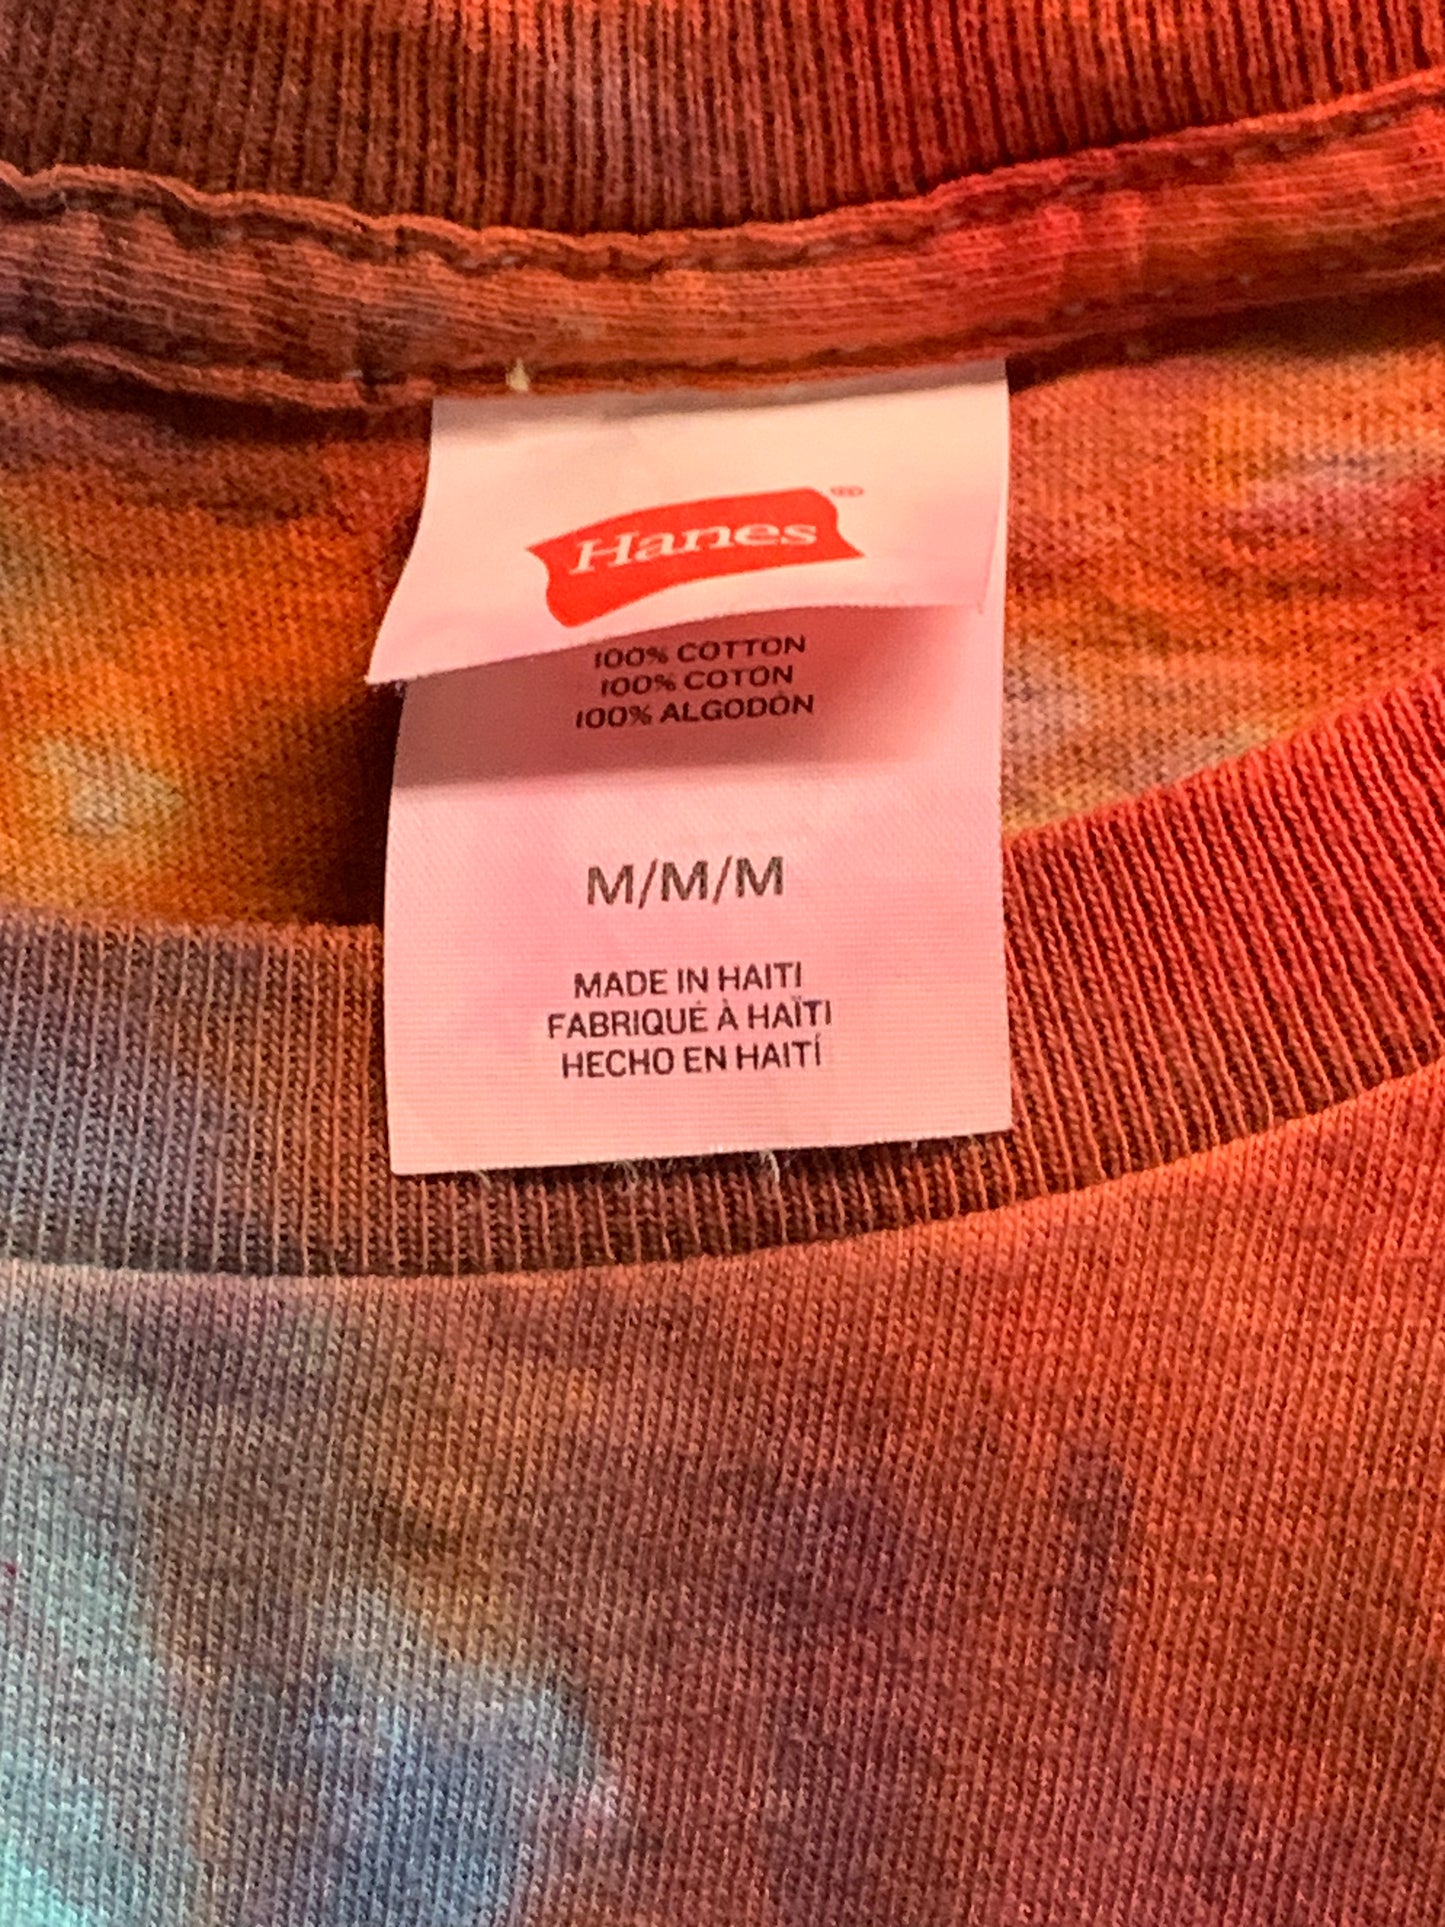 Hanes
100% COTTON
100% COTON
100% ALGODÓN
M/M/M
MADE IN HAITI
FABRIQUÉ À HAÏTI
HECHO EN HAITÍ